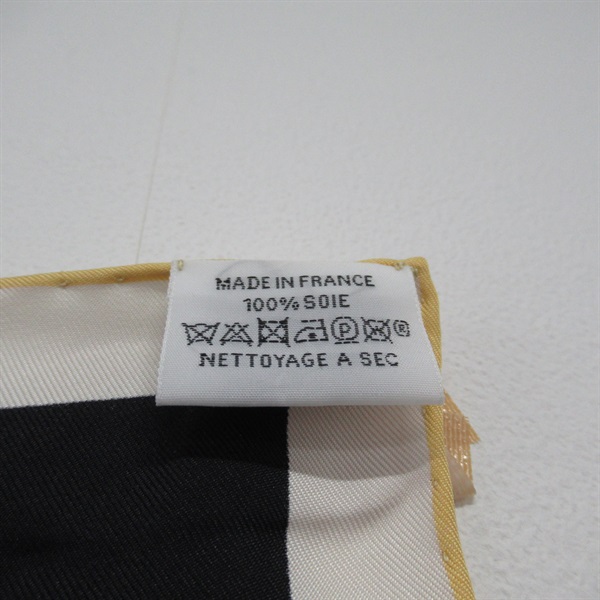 MADE IN FRANCE
100% SOIE
P ®
NETTOYAGE A SEC